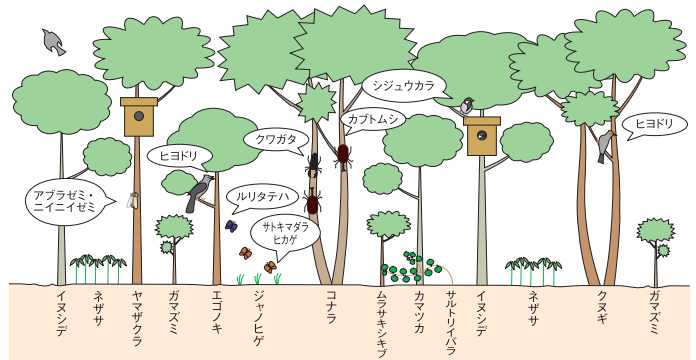 シジュウカラ
カブトムシ
クワガタ
ヒヨドリ
ヒヨドリ
アブラゼミ・
ニイニイゼミ
ルリタテハ
サトキマダラ
ヒカゲ
イヌシデ
ネザサ
ヤマザクラ
ガマズミ
エゴノキ
ジャノヒゲ
コナラ
ムラサキシキブ
カマツカ
サルトリイバラ
イヌシデ
ネザサ
クヌギ
ガマズミ